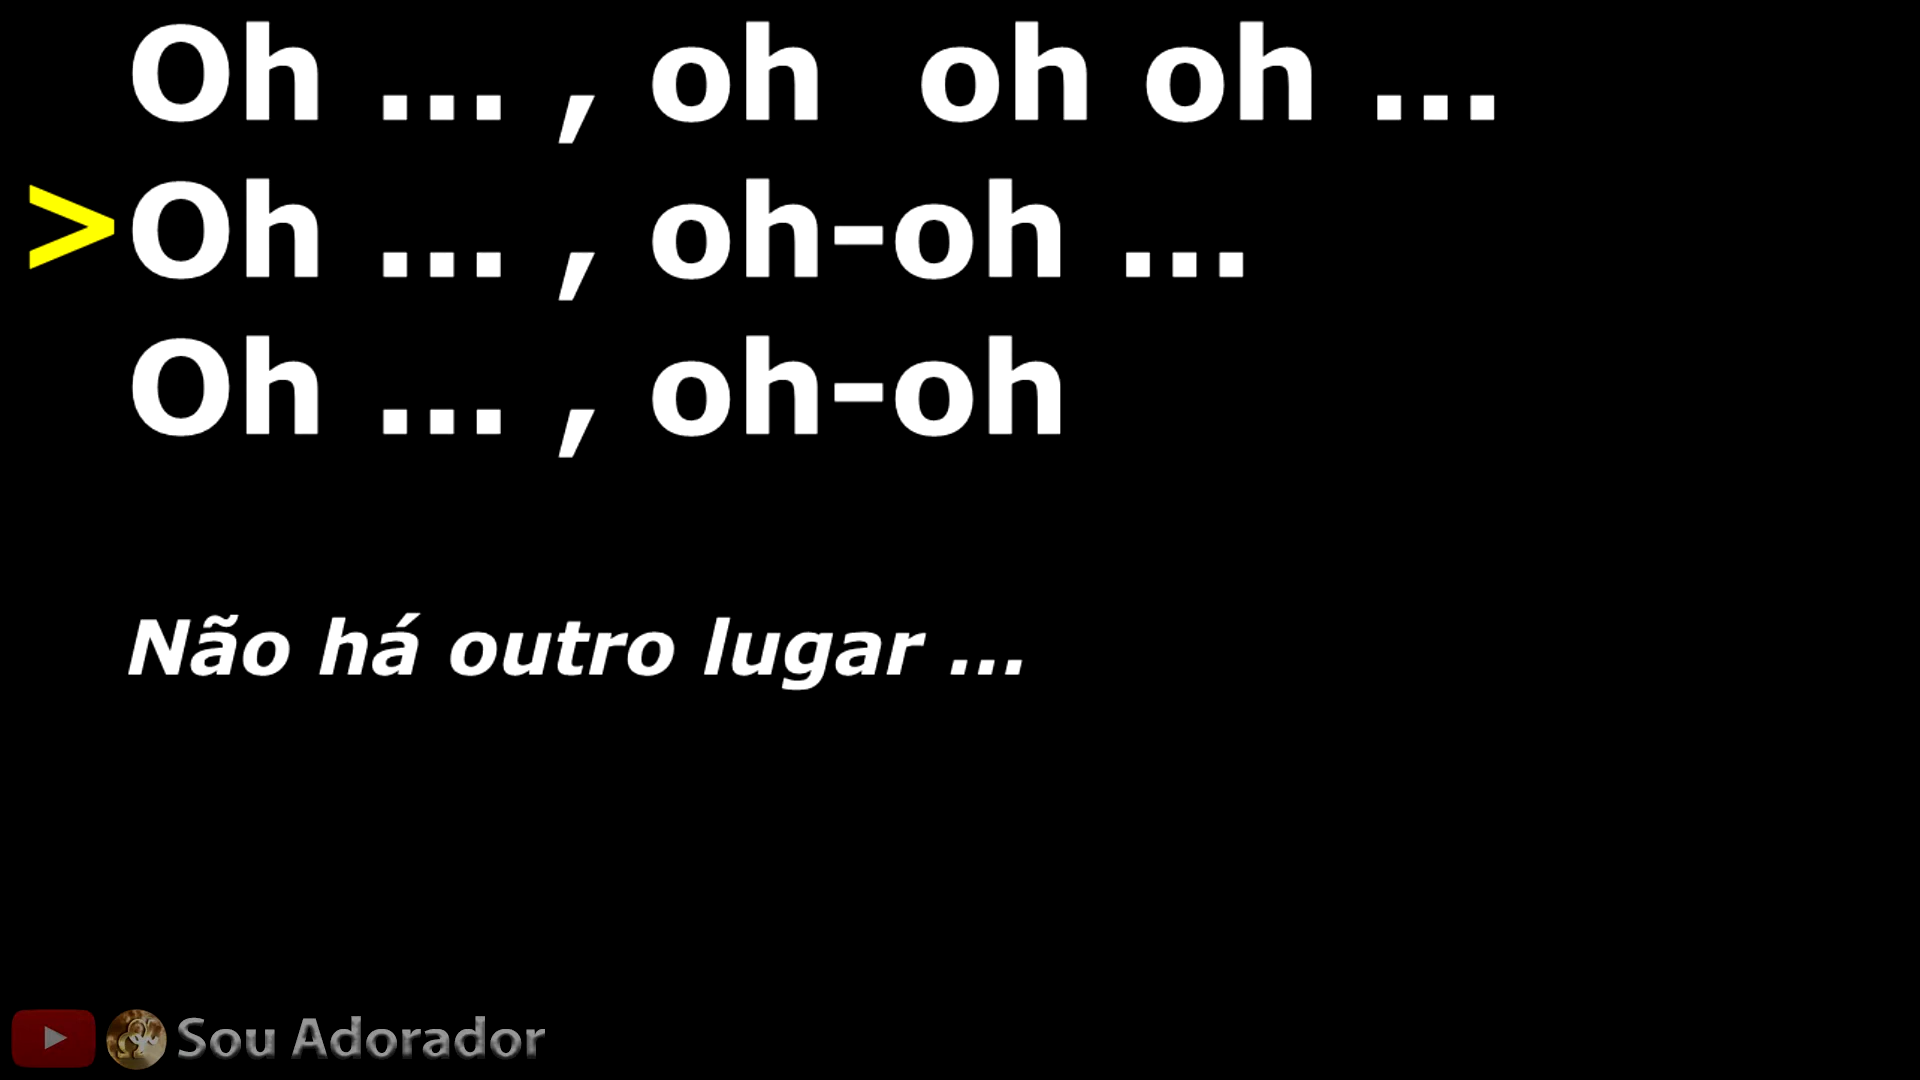 Oh ... , oh  oh oh ...
>Oh ... , oh-oh ...
Oh ... , oh-oh
Não há outro lugar ...
Sou Adorador